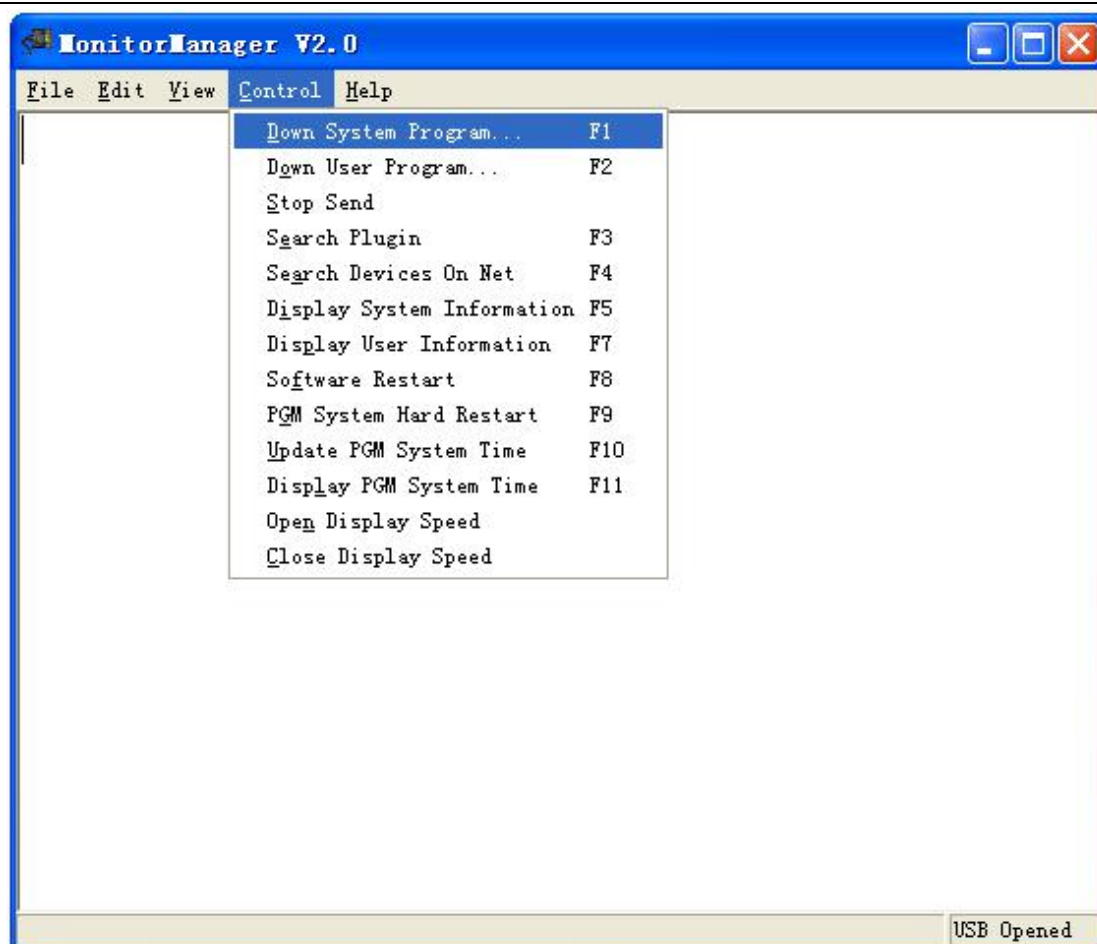 MonitorManager V2.0
File Edit View Control Help
Down System Program... F1
Down User Program... F2
Stop Send
Search Plugin F3
Search Devices On Net F4
Display System Information F5
Display User Information F7
Software Restart F8
PGM System Hard Restart F9
Update PGM System Time F10
Display PGM System Time F11
Open Display Speed
Close Display Speed
USB Opened